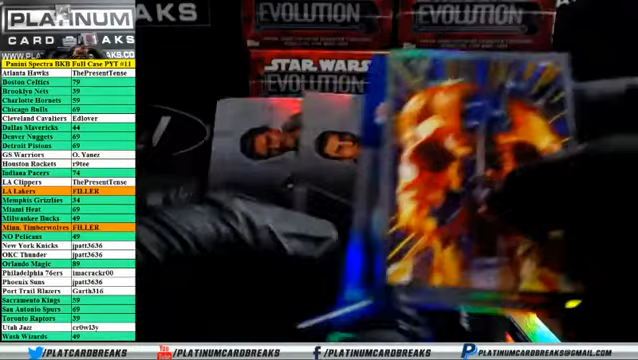 PLATINUM
CARD BREAKS
AKS
EVOLUTION
EVOLUTION
STAR WARS
EVOLUTION
Panini Spectra BKB Full Case PYT #11
Atlanta Hawks ThePresentTense
Boston Celtics 79
Brooklyn Nets 39
Charlotte Hornets 59
Chicago Bulls 69
Cleveland Cavaliers Edlover
Dallas Mavericks 44
Denver Nuggets 69
Detroit Pistons 69
GS Warriors O. Yanez
Houston Rockets r9tee
Indiana Pacers 74
LA Clippers ThePresentTense
LA Lakers FILLER
Memphis Grizzlies 34
Miami Heat 69
Milwaukee Bucks 49
Minn. Timberwolves FILLER
NO Pelicans 49
New York Knicks jpatt3636
OKC Thunder jpatt3636
Orlando Magic 89
Philadelphia 76ers imacrackr00
Phoenix Suns jpatt3636
Port Trail Blazers Garth316
Sacramento Kings 59
San Antonio Spurs 69
Toronto Raptors 39
Utah Jazz cr0w13y
Wash Wizards 49
@PLATCARDBREAKS /PLATINUMCARDBREAKS /PLATINUMCARDBREAKS PLATINUMCARDBREAKS@GMAIL.COM